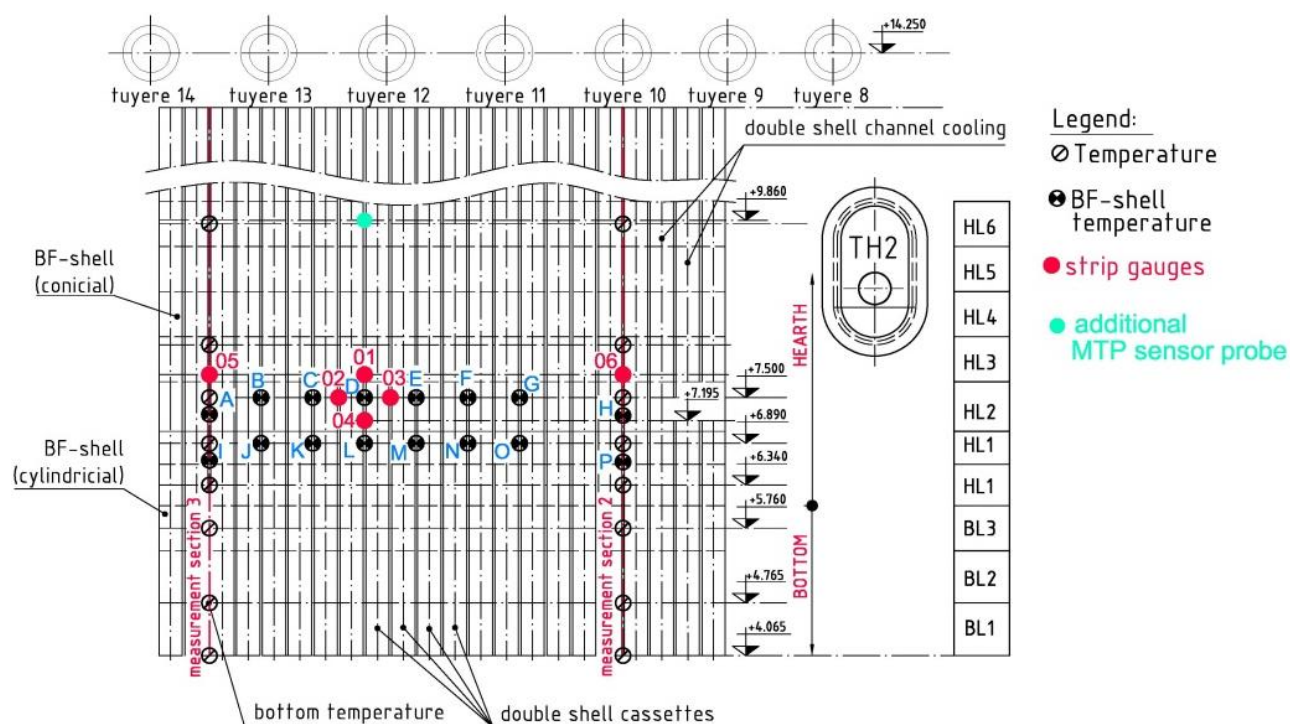 +14.250
tuyere 14 tuyere 13 tuyere 12 tuyere 11 tuyere 10 tuyere 9 tuyere 8
double shell channel cooling
Legend:
Temperature
BF-shell
temperature
strip gauges
additional
MTP sensor probe
+9.860
TH2
HL6
HL5
HL4
HL3
HL2
HL1
HL1
BL3
BL2
BL1
HEARTH
BOTTOM
BF-shell
(conicial)
BF-shell
(cylindricial)
05 01 06
02 03
04
A B C D E F G H
I J K L M N O P
+7.500
+7.195
+6.890
+6.340
+5.760
+4.765
+4.065
measurement section 3
measurement section 2
bottom temperature
double shell cassettes